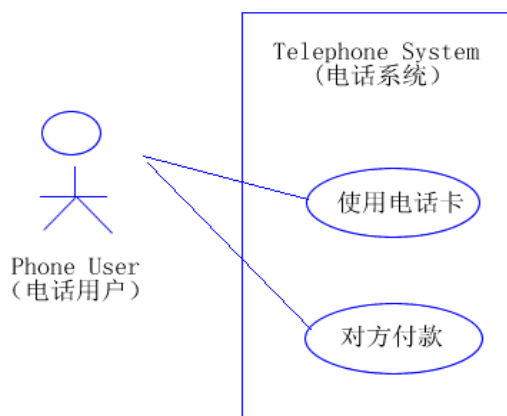 Telephone System
(电话系统)
使用电话卡
Phone User
(电话用户)
对方付款